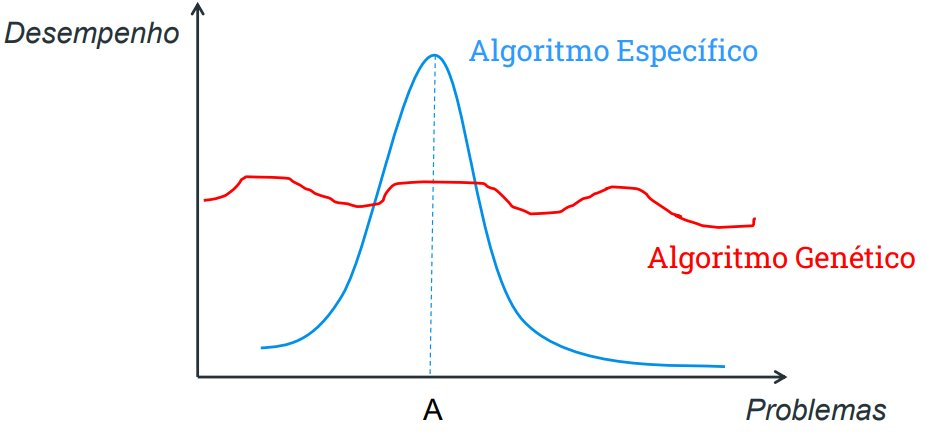 Desempenho
Algoritmo Específico
Algoritmo Genético
A
Problemas